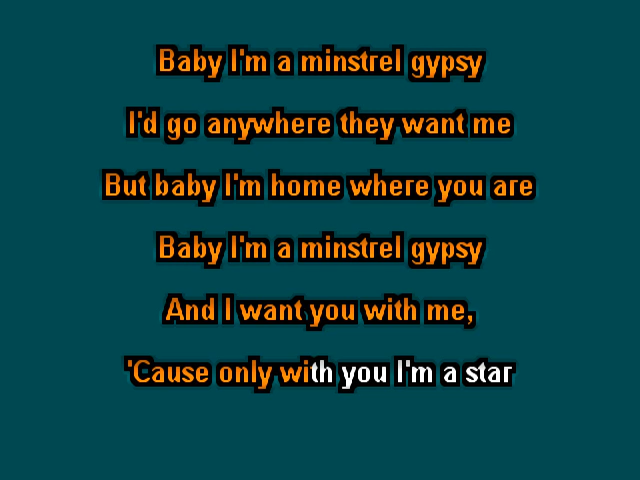 Baby I'm a minstrel gypsy
I'd go anywhere they want me
But baby I'm home where you are
Baby I'm a minstrel gypsy
And I want you with me,
'Cause only with you I'm a star